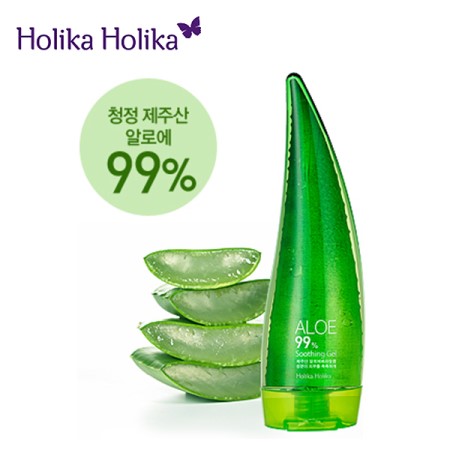 Holika Holika
청정 제주산
알로에
99%
ALOE
99%
Soothing Gel
Holika Holika